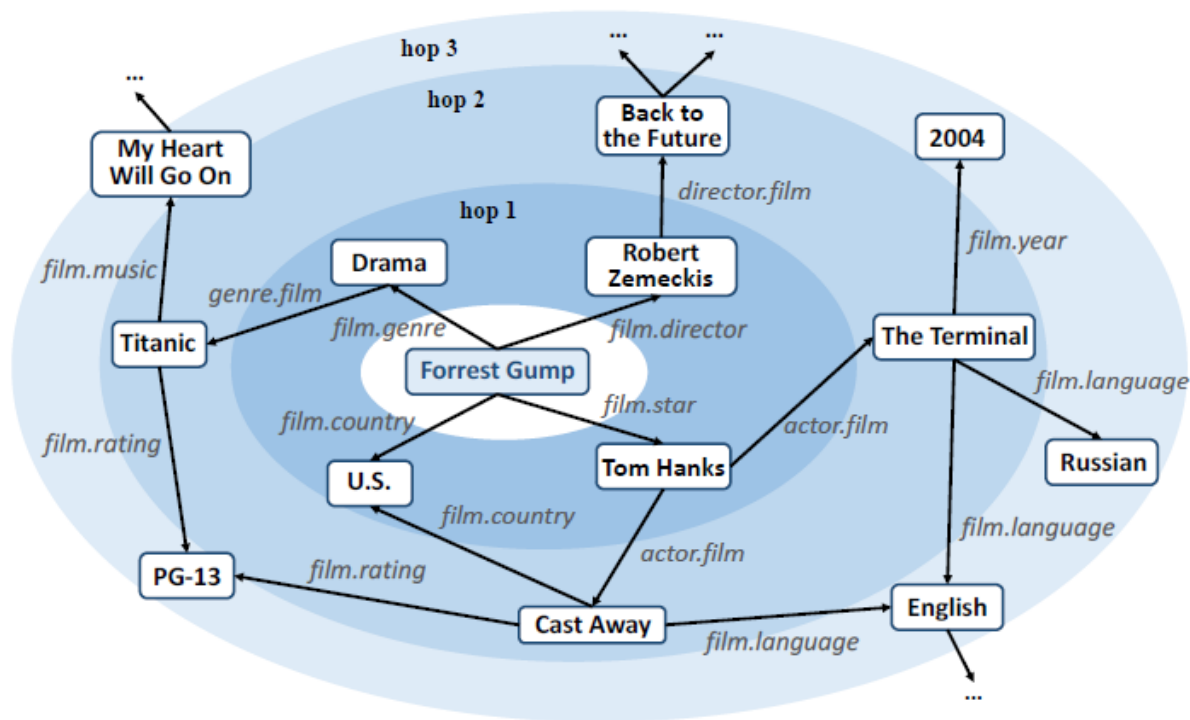 hop 3
...
...
...
hop 2
Back to
the Future
2004
My Heart
Will Go On
director.film
hop 1
film.year
Drama
Robert
Zemeckis
film.music
genre.film
film.genre
film.director
Titanic
The Terminal
Forrest Gump
film.language
film.star
film.country
actor.film
film.rating
Tom Hanks
Russian
U.S.
film.country
film.language
actor.film
film.rating
PG-13
English
Cast Away
film.language
...